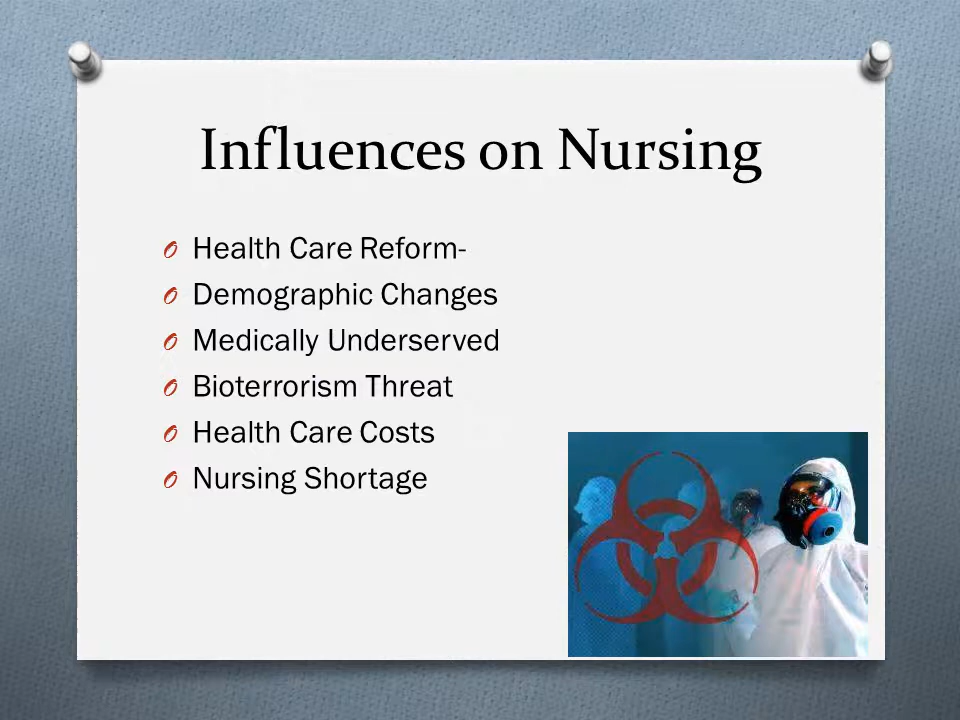 Influences on Nursing
Health Care Reform-
Demographic Changes
Medically Underserved
Bioterrorism Threat
Health Care Costs
Nursing Shortage